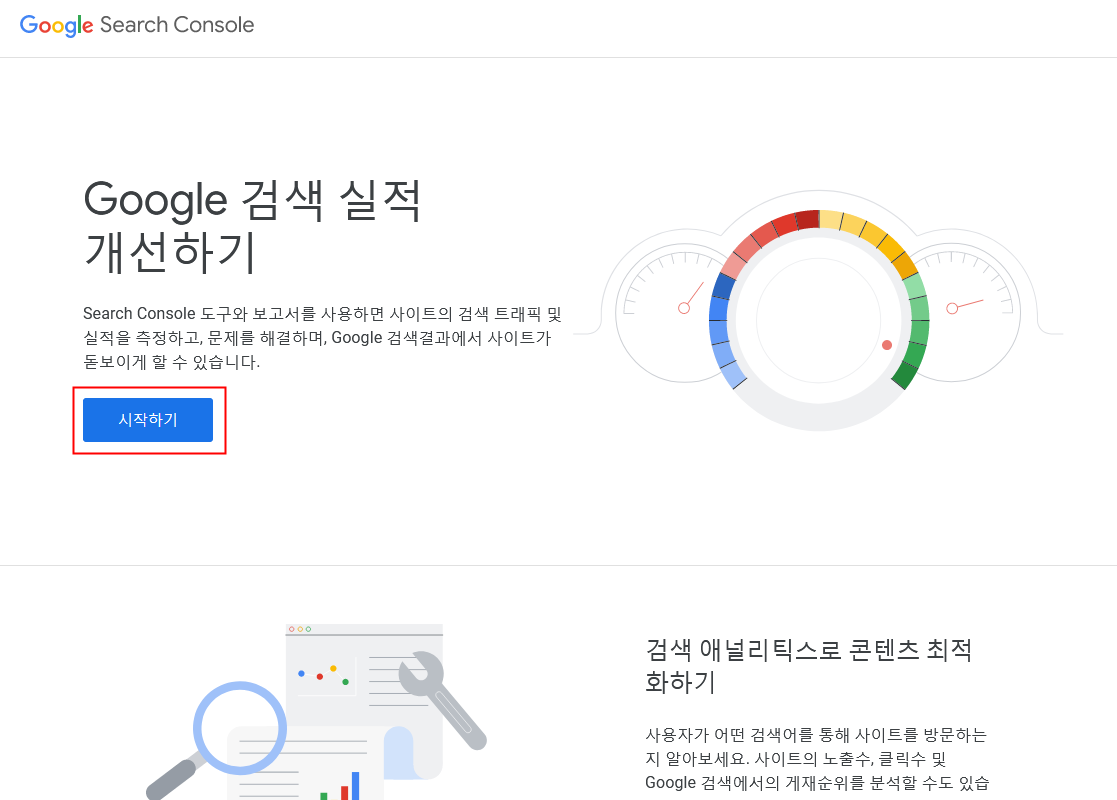 Google Search Console
Google 검색 실적
개선하기
Search Console 도구와 보고서를 사용하면 사이트의 검색 트래픽 및
실적을 측정하고, 문제를 해결하며, Google 검색결과에서 사이트가
돋보이게 할 수 있습니다.
시작하기
검색 애널리틱스로 콘텐츠 최적
화하기
사용자가 어떤 검색어를 통해 사이트를 방문하는
지 알아보세요. 사이트의 노출수, 클릭수 및
Google 검색에서의 게재순위를 분석할 수도 있습